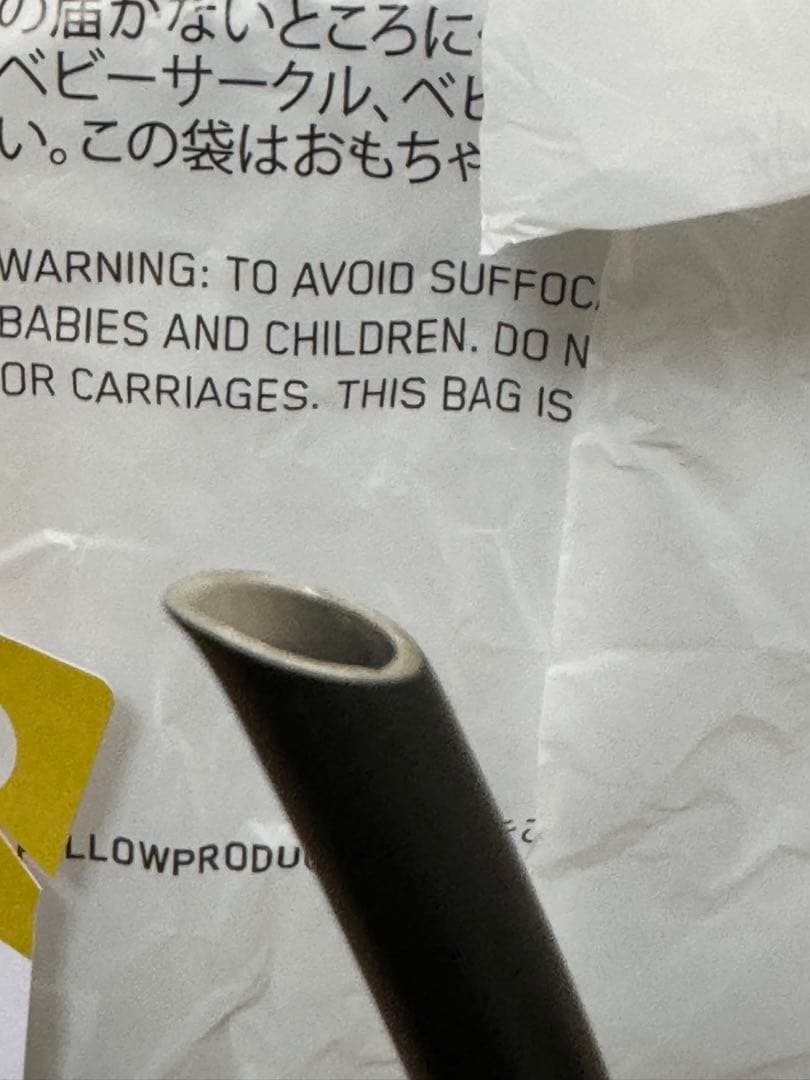 の届かないところに
ベビーサークル、ベビ
い。この袋はおもちゃ
WARNING: TO AVOID SUFFOC
BABIES AND CHILDREN. DO N
OR CARRIAGES. THIS BAG IS
LLOWPRODU